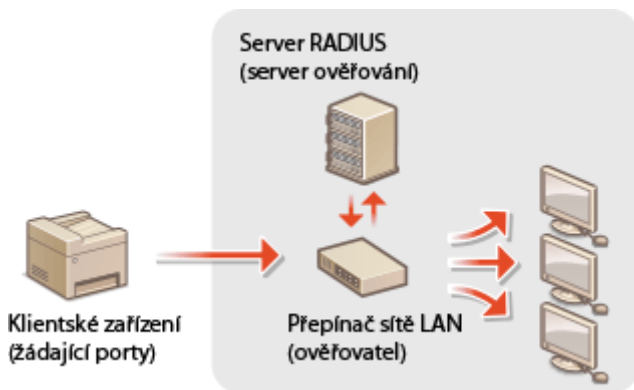 Server RADIUS
(server ověřování)
Klientské zařízení
(žádající porty)
Přepínač sítě LAN
(ověřovatel)